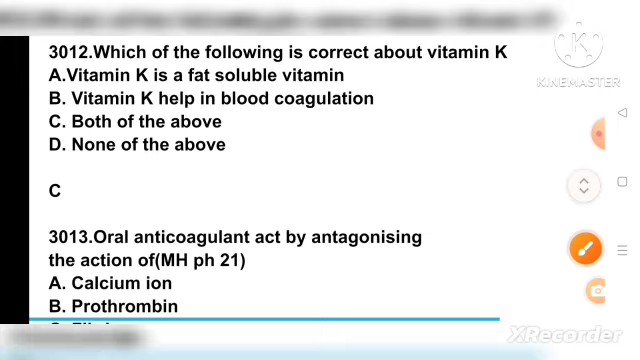 3012.Which of the following is correct about vitamin K
A.Vitamin K is a fat soluble vitamin
B. Vitamin K help in blood coagulation
C. Both of the above
D. None of the above
C
3013.Oral anticoagulant act by antagonising
the action of(MH ph 21)
A. Calcium ion
B. Prothrombin
KINEMASTER
XRecorder